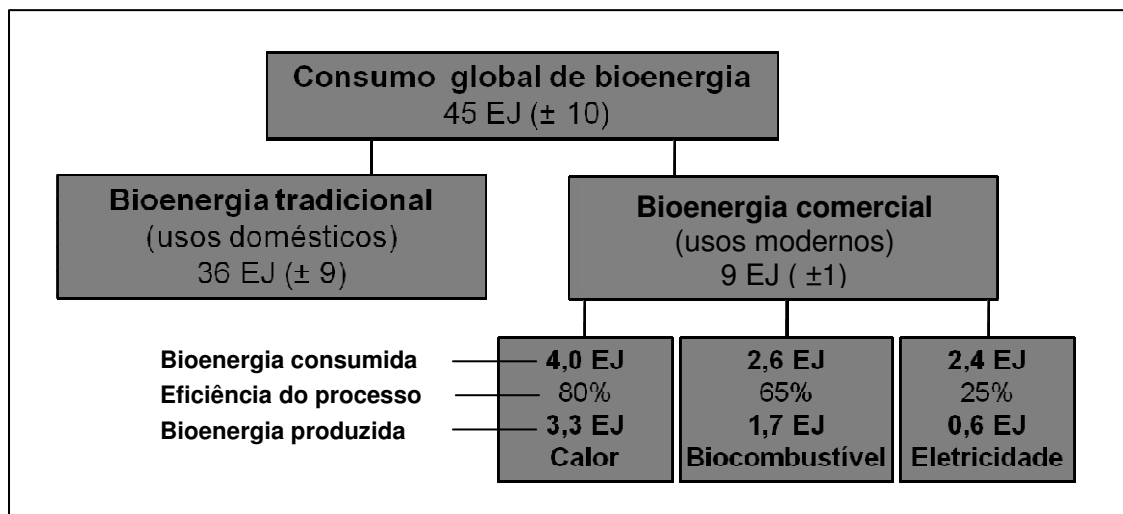 Consumo global de bioenergia
45 EJ (± 10)
Bioenergia tradicional
(usos domésticos)
36 EJ (± 9)
Bioenergia comercial
(usos modernos)
9 EJ ( ±1)
Bioenergia consumida
4,0 EJ
2,6 EJ
2,4 EJ
Eficiência do processo
80%
65%
25%
Bioenergia produzida
3,3 EJ
1,7 EJ
0,6 EJ
Calor
Biocombustível
Eletricidade